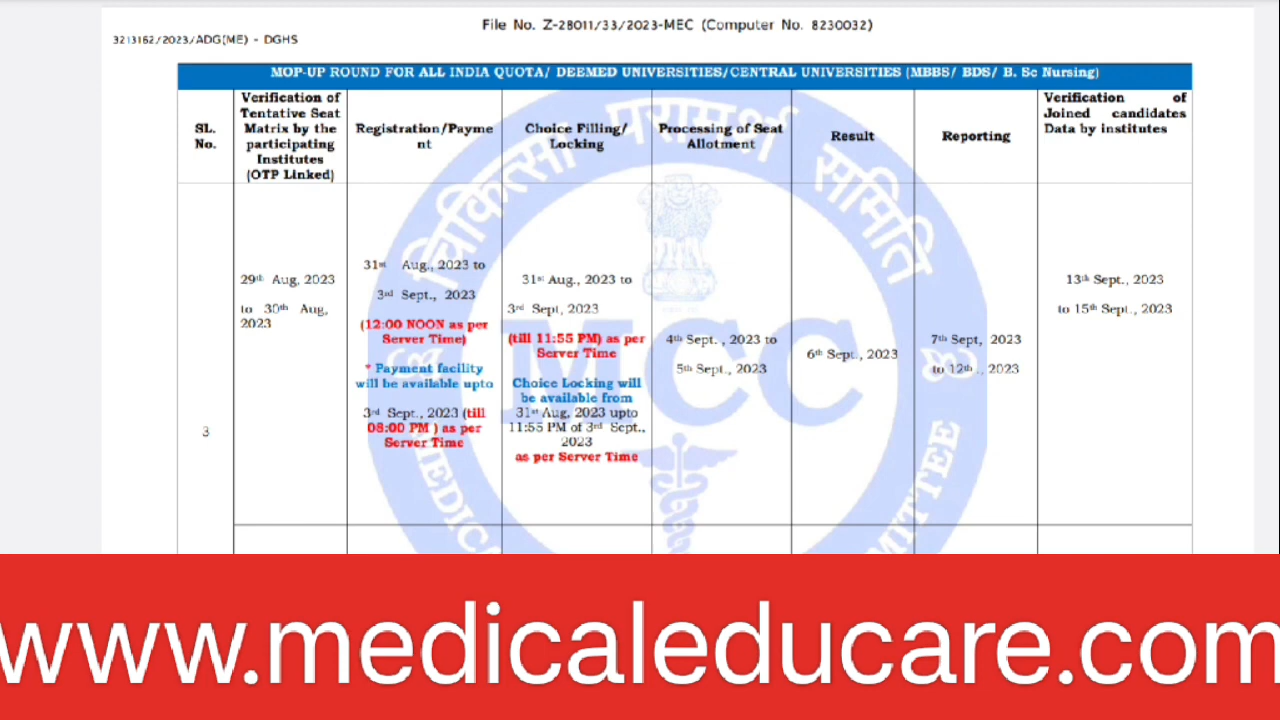 File No. Z-28011/33/2023-MEC (Computer No. 8230032)
3213162/2023/ADG(ME) - DGHS
MOP-UP ROUND FOR ALL INDIA QUOTA/ DEEMED UNIVERSITIES/CENTRAL UNIVERSITIES (MBBS/ BDS/ B. Sc Nursing)
SL.
No.
Verification of
Tentative Seat
Matrix by the
participating
Institutes
(OTP Linked)
Registration/Payme
nt
Choice Filling/
Locking
Processing of Seat
Allotment
Result
Reporting
Verification of
Joined candidates
Data by institutes
3
29th Aug, 2023
to 30th Aug,
2023
31st Aug., 2023 to
3rd Sept., 2023
(12:00 NOON as per
Server Time)
* Payment facility
will be available upto
3rd Sept., 2023 (till
08:00 PM ) as per
Server Time
31st Aug., 2023 to
3rd Sept, 2023
(till 11:55 PM) as per
Server Time
Choice Locking will
be available from
31st Aug, 2023 upto
11:55 PM of 3rd Sept.,
2023
as per Server Time
4th Sept. , 2023 to
5th Sept., 2023
6th Sept., 2023
7th Sept, 2023
to 12th ., 2023
13th Sept., 2023
to 15th Sept., 2023
चिकित्सा परामर्श समिति
MCC
MEDICA
MITTEE
www.medicaleducare.com